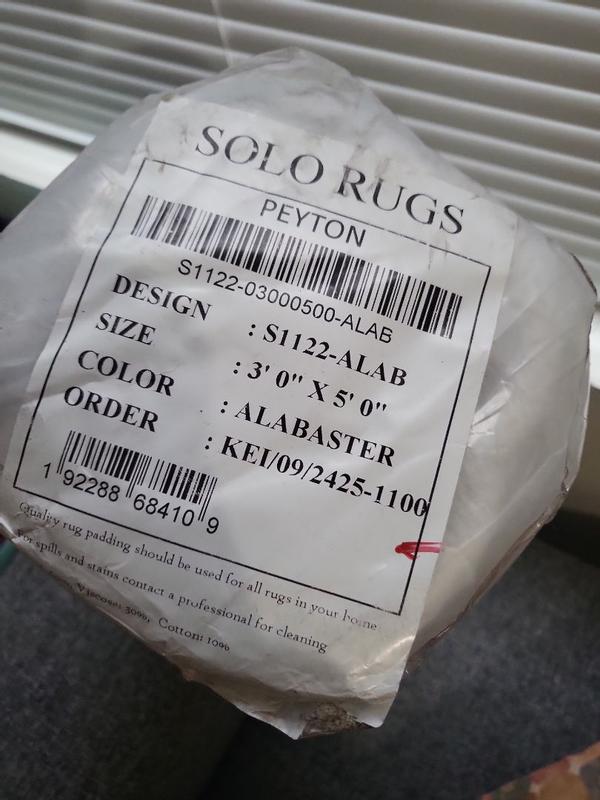 SOLO RUGS
PEYTON
S1122-03000500-ALAB
DESIGN : S1122-ALAB
SIZE : 3' 0" X 5' 0"
COLOR : ALABASTER
ORDER : KEI/09/2425-1100
1 92288 68410 9
Quality rug padding should be used for all rugs in your home
For spills and stains contact a professional for cleaning
Viscose: 30%, Cotton: 10%